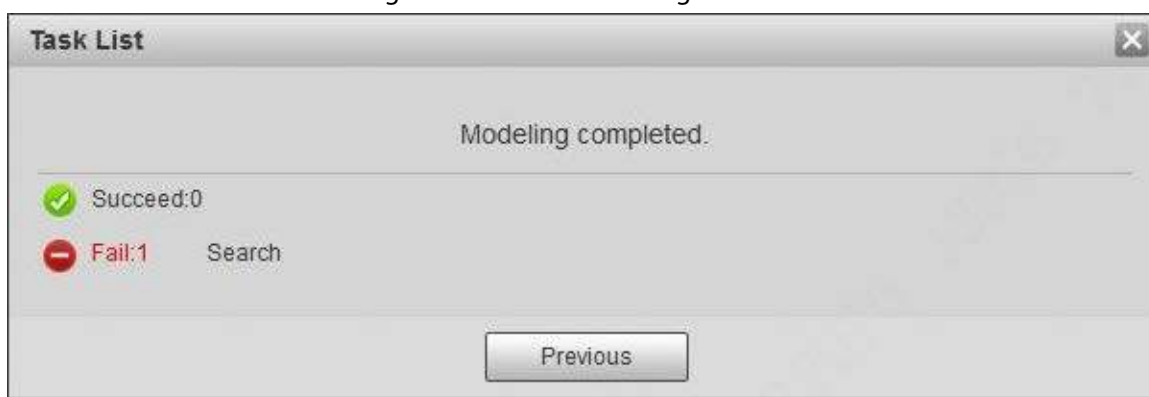 Task List
Modeling completed.
Succeed:0
Fail:1 Search
Previous